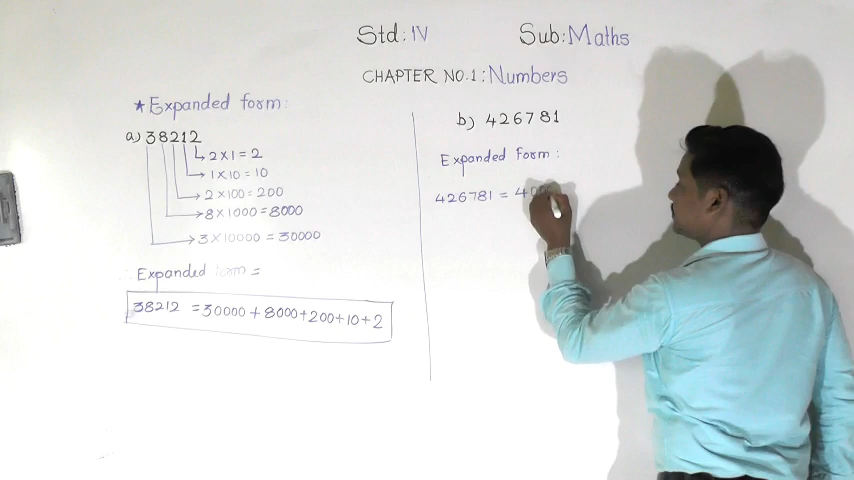 Std: IV Sub: Maths
CHAPTER NO.1: Numbers
★ Expanded form:
a) 38212
2 × 1 = 2
1 × 10 = 10
2 × 100 = 200
8 × 1000 = 8000
3 × 10000 = 30000
Expanded form =
38212 = 30000 + 8000 + 200 + 10 + 2
b) 426781
Expanded Form:
426781 = 400